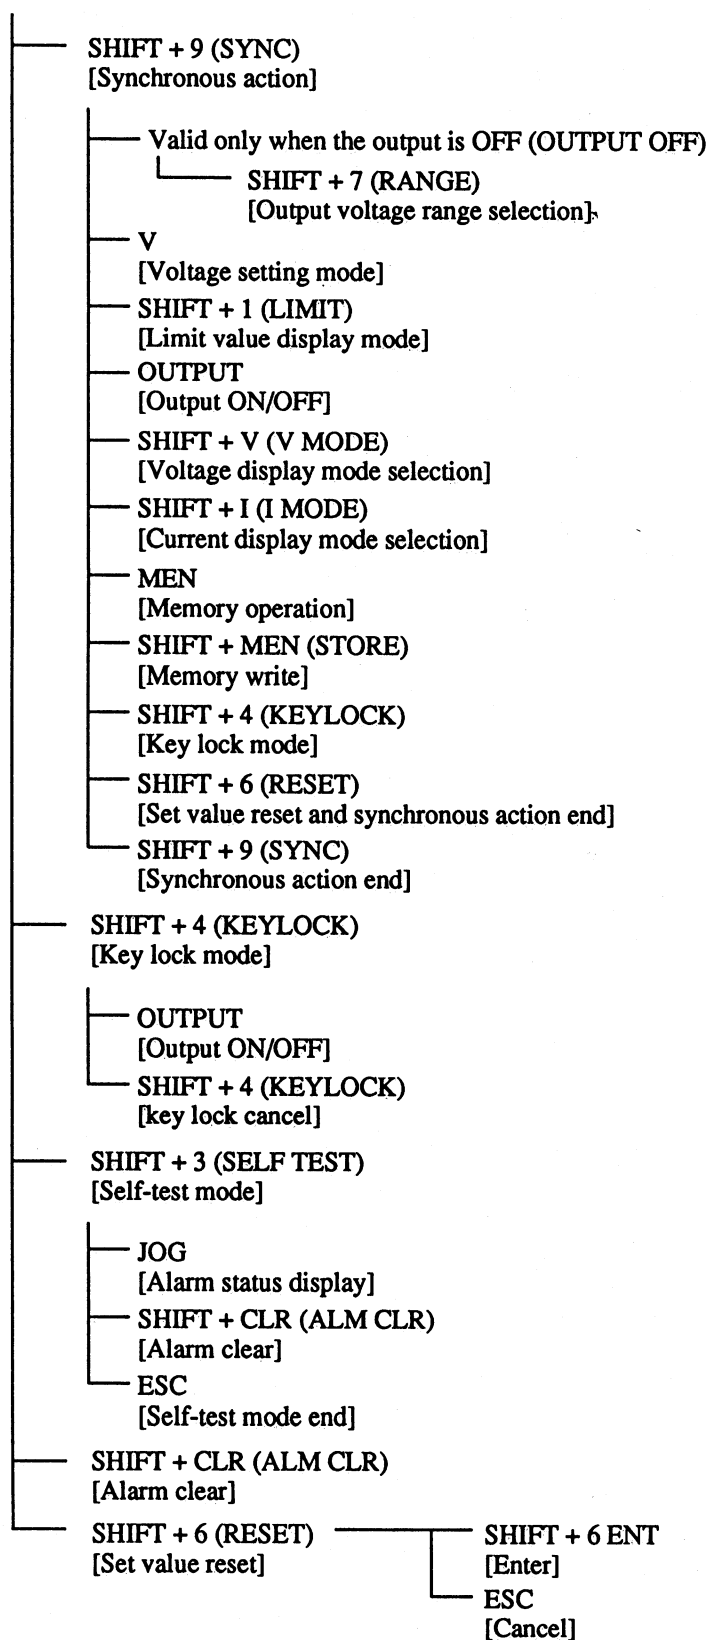 SHIFT + 9 (SYNC)
[Synchronous action]
Valid only when the output is OFF (OUTPUT OFF)
SHIFT + 7 (RANGE)
[Output voltage range selection]
V
[Voltage setting mode]
SHIFT + 1 (LIMIT)
[Limit value display mode]
OUTPUT
[Output ON/OFF]
SHIFT + V (V MODE)
[Voltage display mode selection]
SHIFT + I (I MODE)
[Current display mode selection]
MEN
[Memory operation]
SHIFT + MEN (STORE)
[Memory write]
SHIFT + 4 (KEYLOCK)
[Key lock mode]
SHIFT + 6 (RESET)
[Set value reset and synchronous action end]
SHIFT + 9 (SYNC)
[Synchronous action end]
SHIFT + 4 (KEYLOCK)
[Key lock mode]
OUTPUT
[Output ON/OFF]
SHIFT + 4 (KEYLOCK)
[key lock cancel]
SHIFT + 3 (SELF TEST)
[Self-test mode]
JOG
[Alarm status display]
SHIFT + CLR (ALM CLR)
[Alarm clear]
ESC
[Self-test mode end]
SHIFT + CLR (ALM CLR)
[Alarm clear]
SHIFT + 6 (RESET) SHIFT + 6 ENT
[Set value reset] [Enter]
ESC
[Cancel]